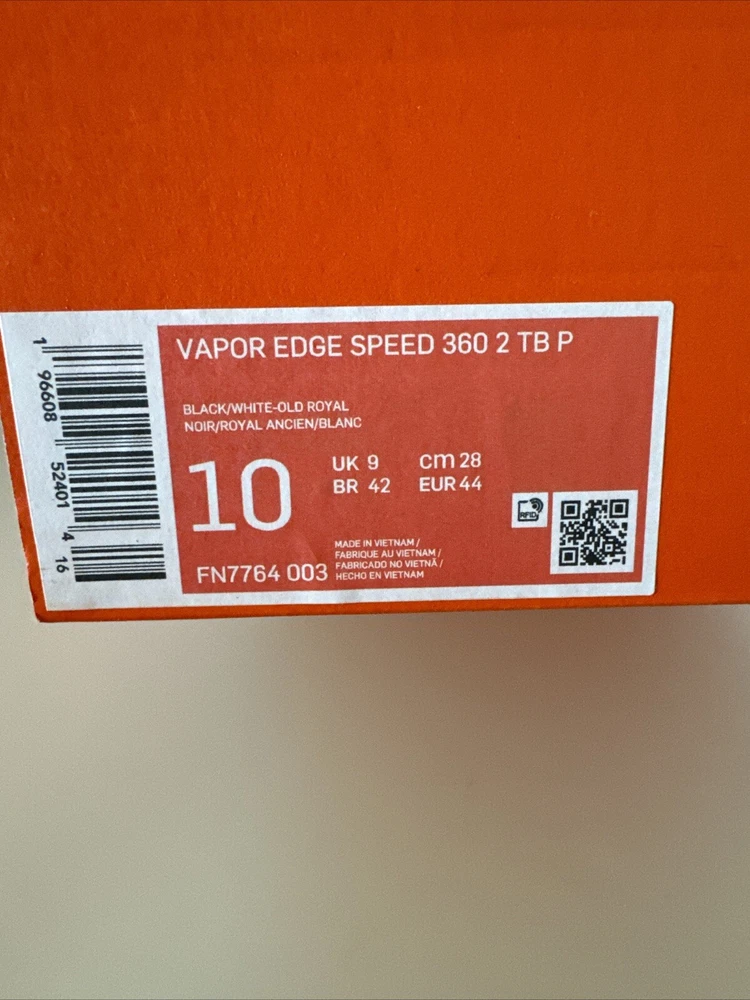 VAPOR EDGE SPEED 360 2 TB P
BLACK/WHITE-OLD ROYAL
NOIR/ROYAL ANCIEN/BLANC
10
UK 9
cm 28
BR 42
EUR 44
RFID
MADE IN VIETNAM /
FABRIQUE AU VIETNAM /
FABRICADO NO VIETNÃ /
HECHO EN VIETNAM
FN7764 003
1 96608 52401 4 16